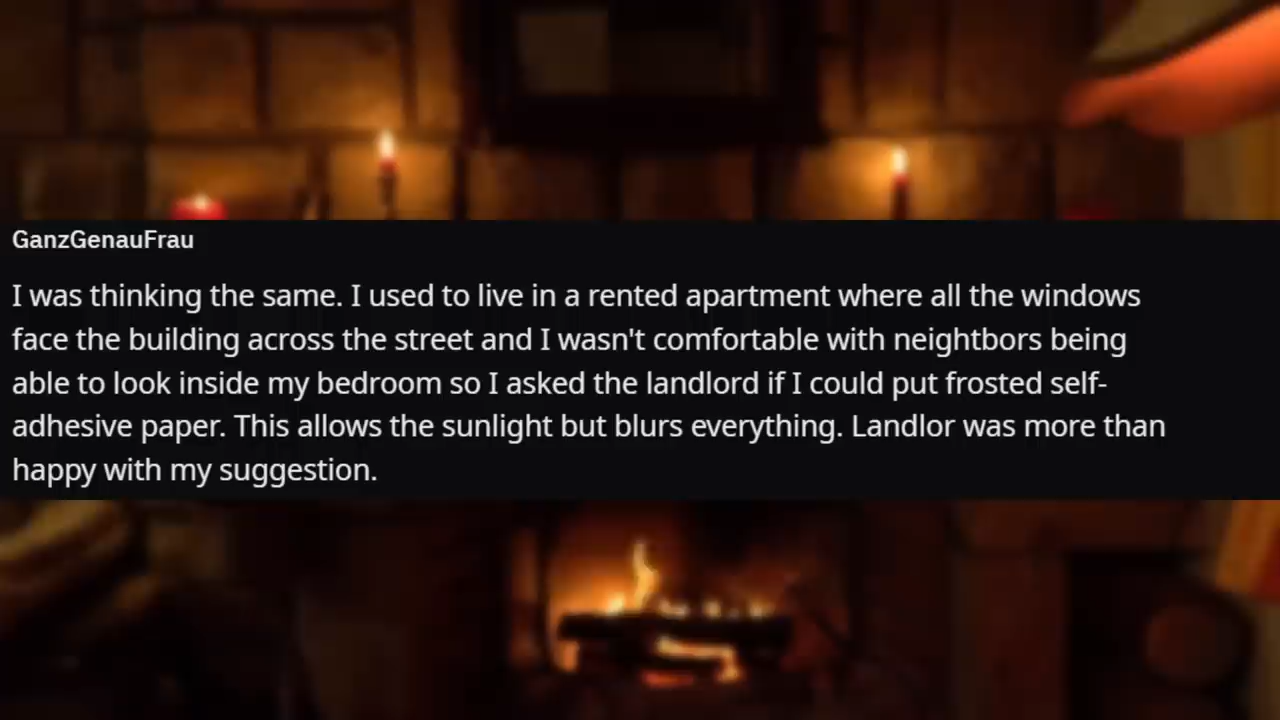 GanzGenauFrau
I was thinking the same. I used to live in a rented apartment where all the windows
face the building across the street and I wasn't comfortable with neightbors being
able to look inside my bedroom so I asked the landlord if I could put frosted self-
adhesive paper. This allows the sunlight but blurs everything. Landlor was more than
happy with my suggestion.